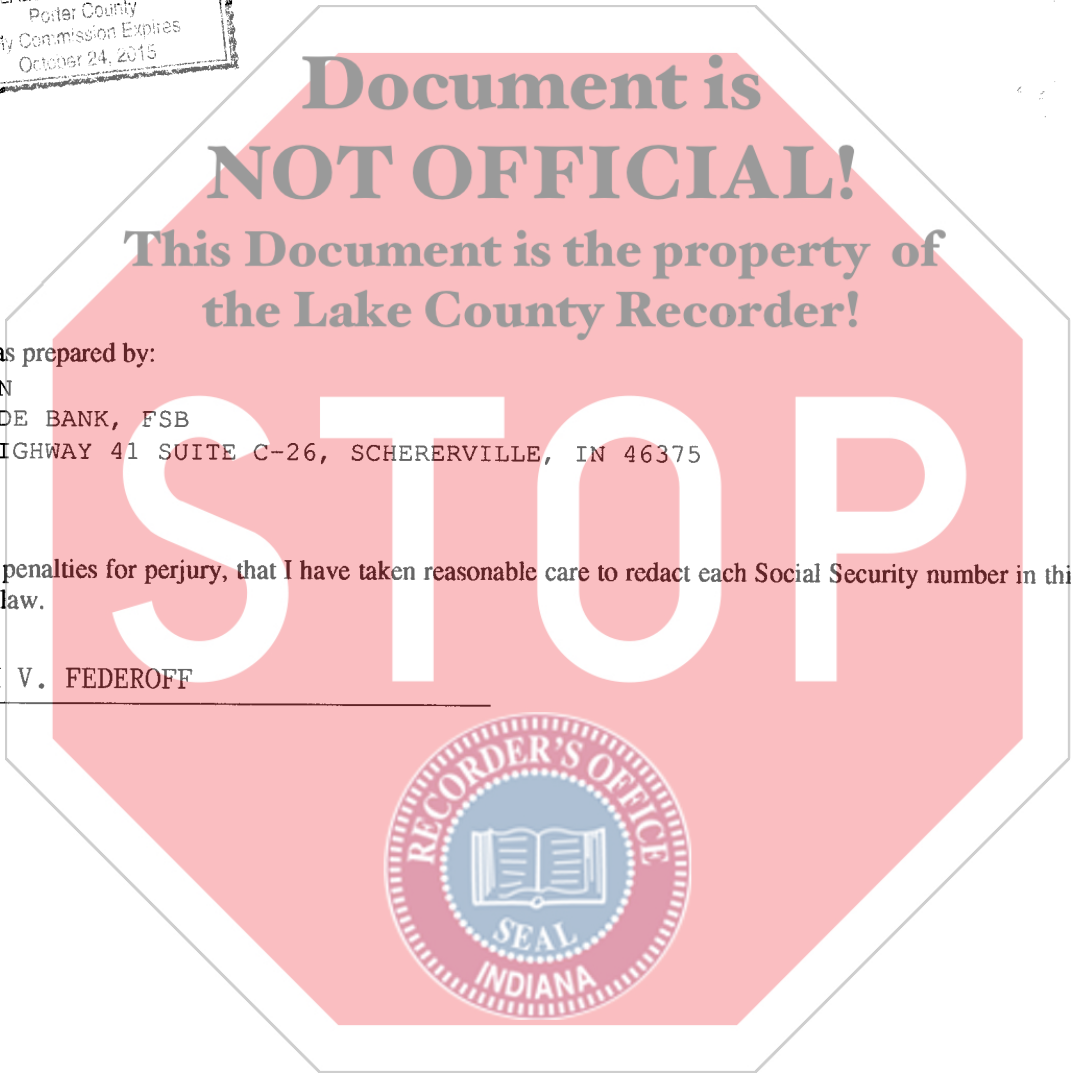 Porter County
Commission Expires
October 24, 2015
Document is
NOT OFFICIAL!
This Document is the property of
the Lake County Recorder!
as prepared by:
N
DE BANK, FSB
IGHWAY 41 SUITE C-26, SCHERERVILLE, IN 46375
STOP
penalties for perjury, that I have taken reasonable care to redact each Social Security number in thi
law.
V. FEDEROFF
RECORDER'S OFFICE
SEAL
INDIANA